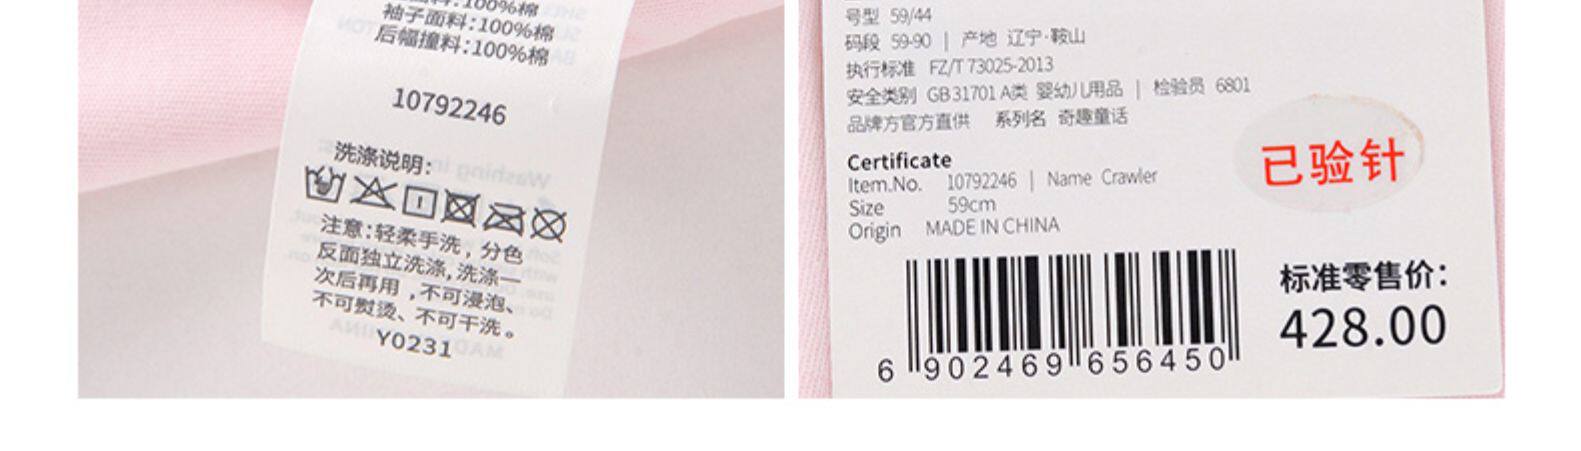 面料:100%棉
袖子面料:100%棉
后幅撞料:100%棉
10792246
洗涤说明:
注意:轻柔手洗，分色
反面独立洗涤,洗涤一
次后再用，不可浸泡、
不可熨烫、不可干洗。
Y0231
号型 59/44
码段 59-90 | 产地 辽宁·鞍山
执行标准 FZ/T 73025-2013
安全类别 GB 31701 A类 婴幼儿用品 | 检验员 6801
品牌方官方直供 系列名 奇趣童话
已验针
Certificate
Item.No. 10792246 | Name Crawler
Size 59cm
Origin MADE IN CHINA
6 902469 656450
标准零售价:
428.00